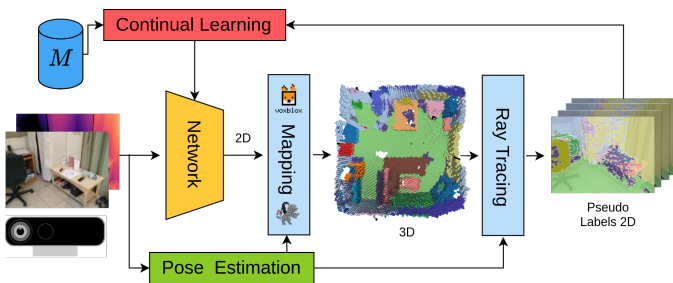 Continual Learning
M
Network
2D
voxblox
Mapping
3D
Ray Tracing
Pseudo
Labels 2D
Pose Estimation